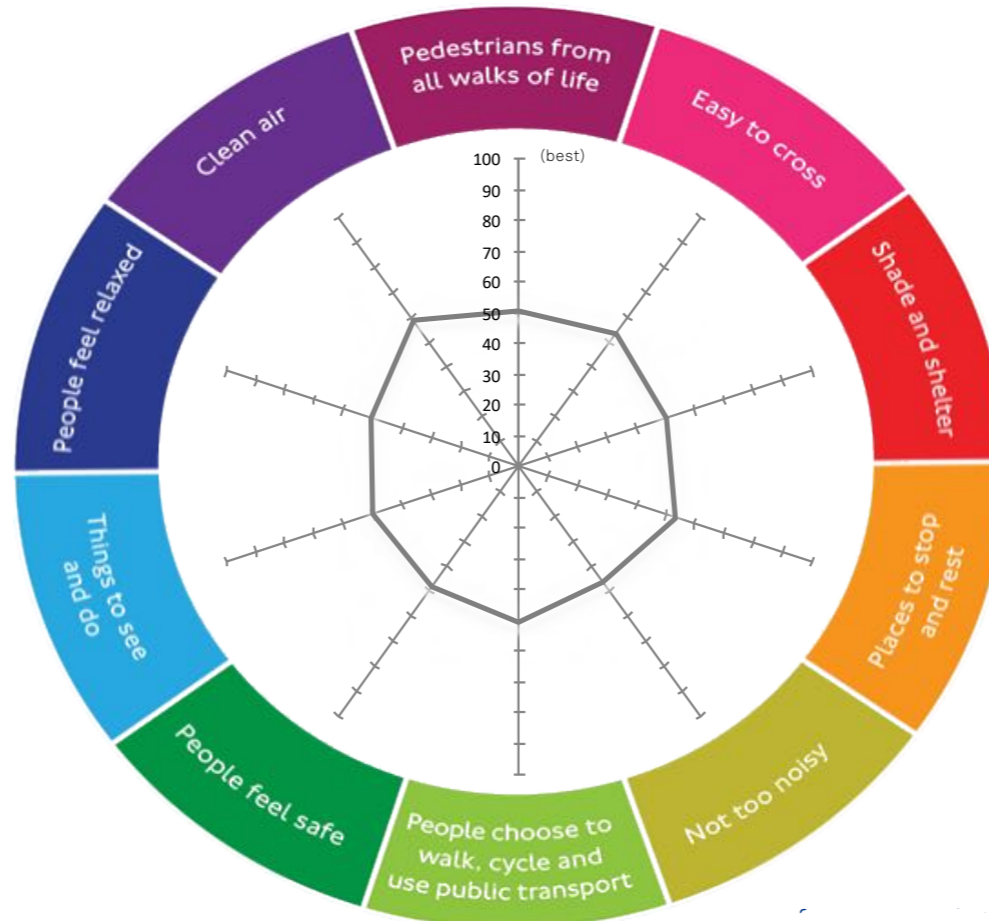 Pedestrians from
all walks of life
Easy to cross
Shade and shelter
Places to stop
and rest
Not too noisy
People choose to
walk, cycle and
use public transport
People feel safe
Things to see
and do
People feel relaxed
Clean air
100
(best)
90
80
70
60
50
40
30
20
10
0